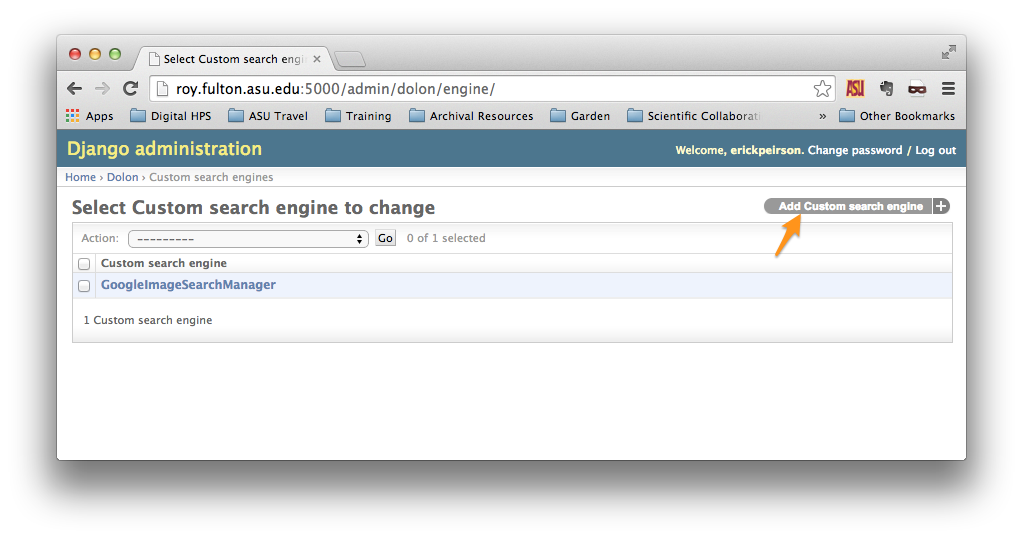 Select Custom search engi
roy.fulton.asu.edu:5000/admin/dolon/engine/
ASU
Apps Digital HPS ASU Travel Training Archival Resources Garden Scientific Collaborati » Other Bookmarks
Django administration
Welcome, erickpeirson. Change password / Log out
Home › Dolon › Custom search engines
Select Custom search engine to change
Add Custom search engine +
Action: --------- Go 0 of 1 selected
Custom search engine
GoogleImageSearchManager
1 Custom search engine